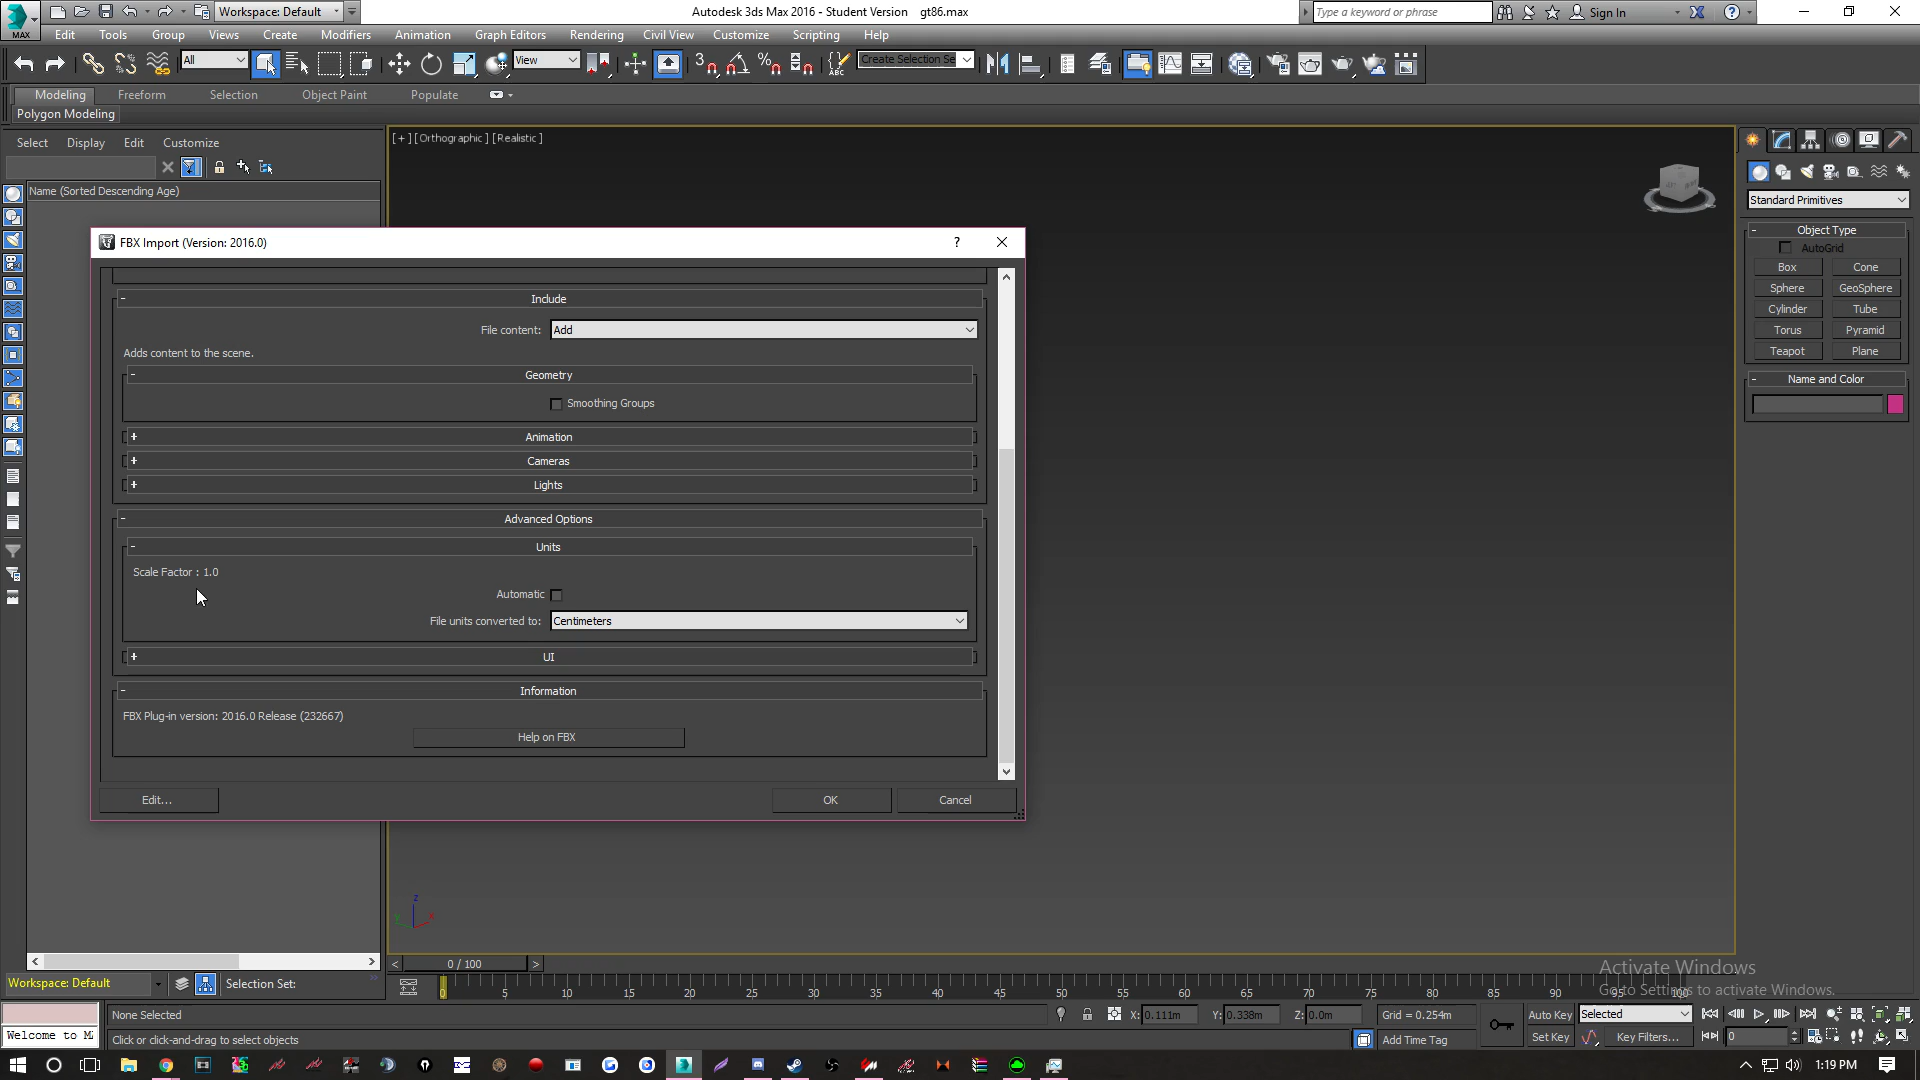 Workspace: Default
Autodesk 3ds Max 2016 - Student Version gt86.max
Type a keyword or phrase
Sign In
MAX
Edit Tools Group Views Create Modifiers Animation Graph Editors Rendering Civil View Customize Scripting Help
All
View
3
ABC
Create Selection Se
Modeling Freeform Selection Object Paint Populate
Polygon Modeling
Select Display Edit Customize
[+] [Orthographic] [Realistic]
Name (Sorted Descending Age)
Standard Primitives
- Object Type
AutoGrid
Box Cone
Sphere GeoSphere
Cylinder Tube
Torus Pyramid
Teapot Plane
- Name and Color
FBX Import (Version: 2016.0)
? 
- Include
File content: Add
Adds content to the scene.
- Geometry
Smoothing Groups
+ Animation
+ Cameras
+ Lights
- Advanced Options
- Units
Scale Factor : 1.0
Automatic
File units converted to: Centimeters
+ UI
- Information
FBX Plug-in version: 2016.0 Release (232667)
Help on FBX
Edit... OK Cancel
z
x
y
< 0 / 100 >
Workspace: Default
Selection Set:
0 5 10 15 20 25 30 35 40 45 50 55 60 65 70 75 80 85 90 95 100
Activate Windows
Go to Settings to activate Windows.
None Selected
X: 0.111m Y: 0.338m Z: 0.0m Grid = 0.254m
Auto Key Selected
Welcome to M
Click or click-and-drag to select objects
Add Time Tag
Set Key Key Filters... 0
1:19 PM